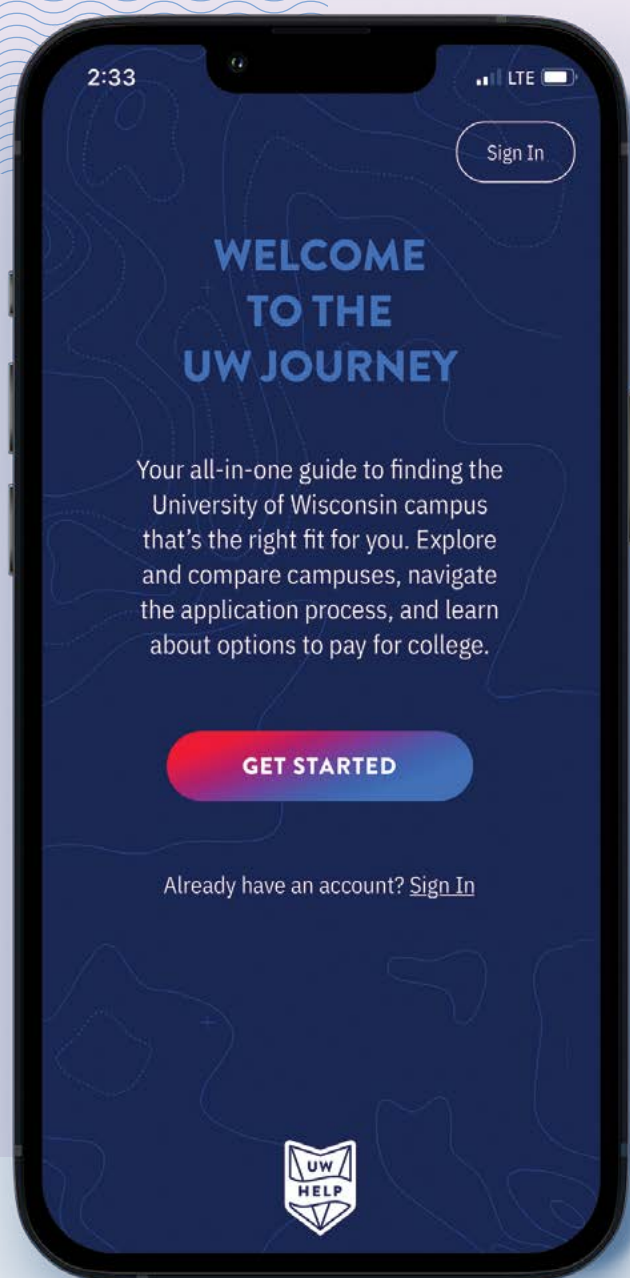 2:33
LTE
Sign In
WELCOME
TO THE
UW JOURNEY
Your all-in-one guide to finding the
University of Wisconsin campus
that’s the right fit for you. Explore
and compare campuses, navigate
the application process, and learn
about options to pay for college.
GET STARTED
Already have an account? Sign In
UW
HELP